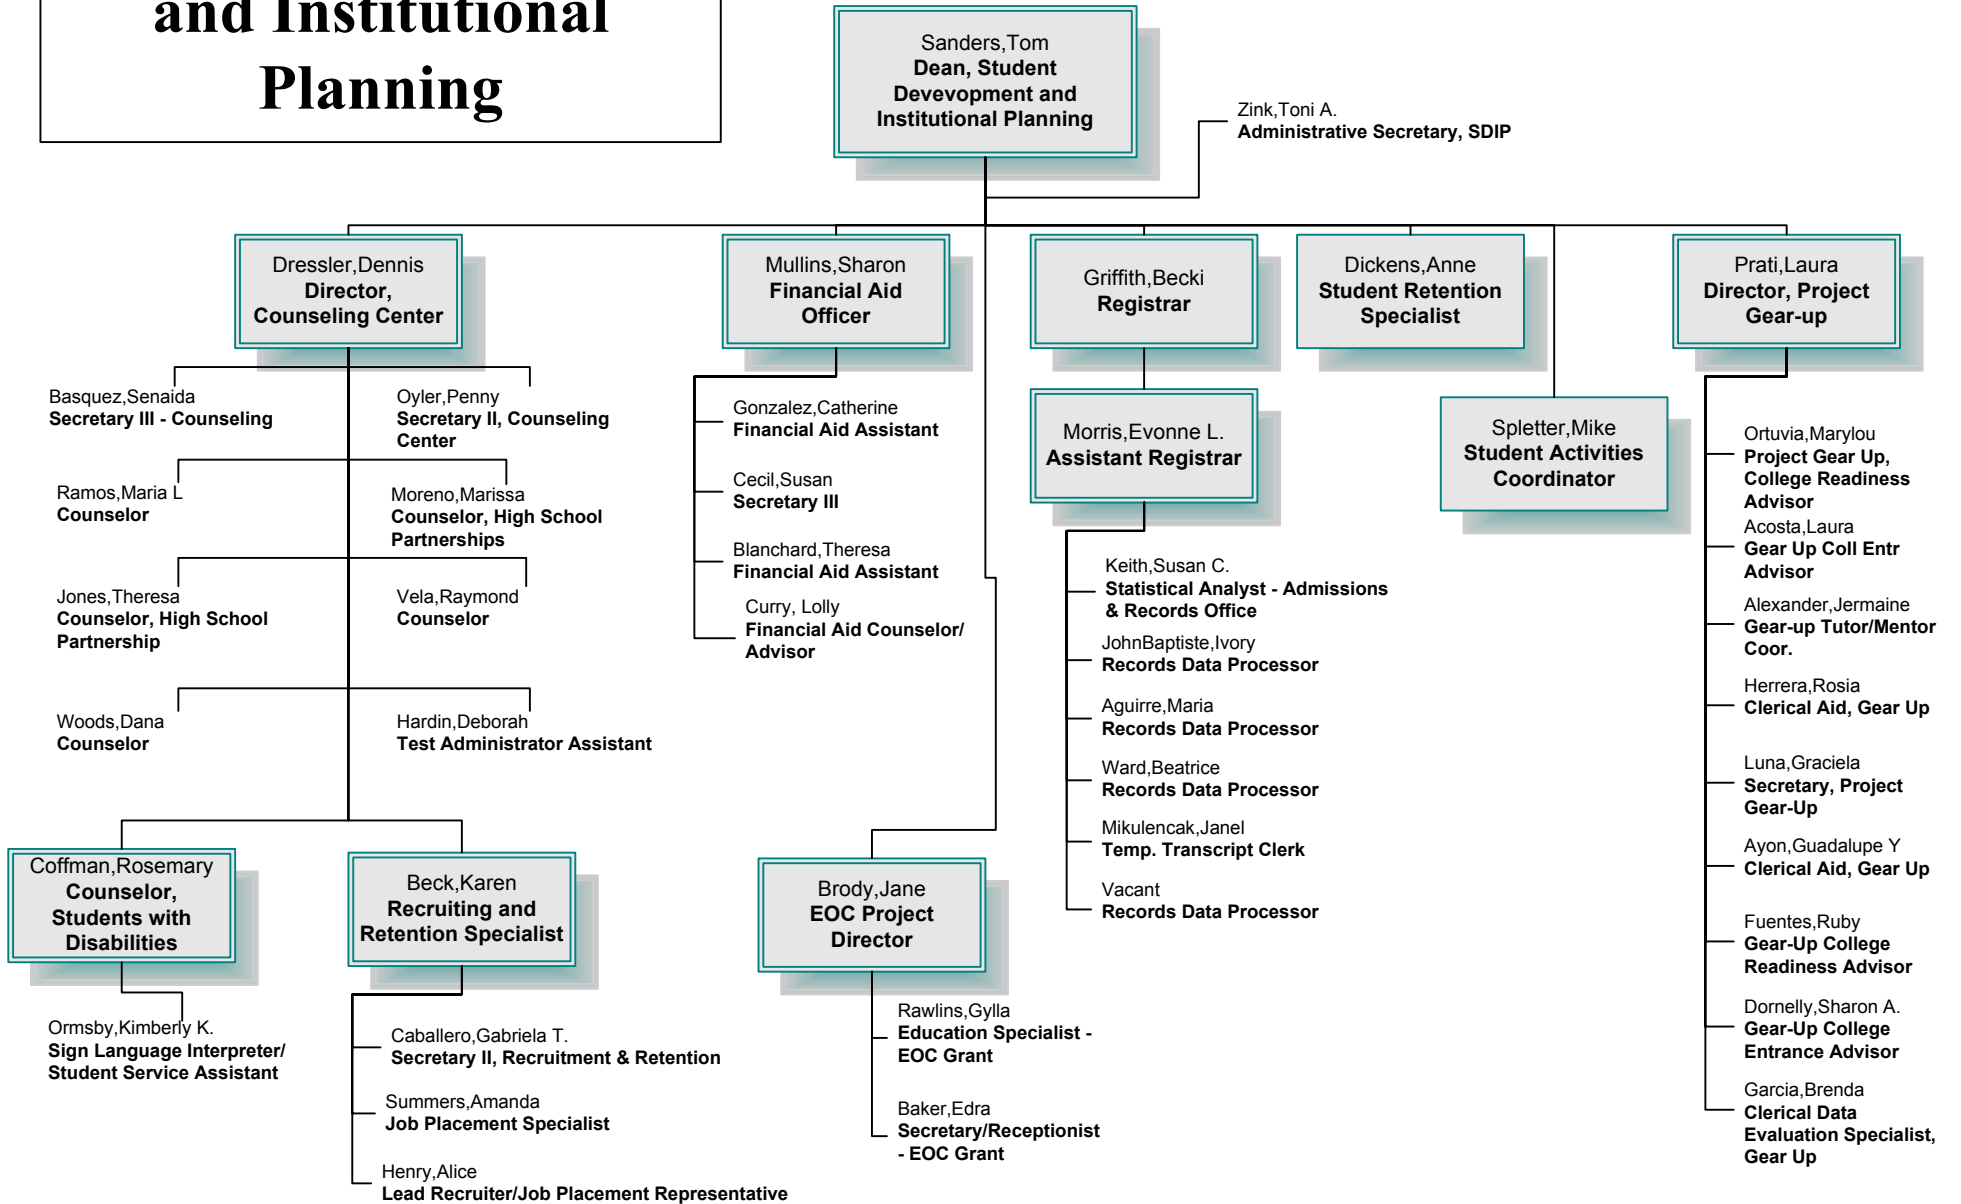 and Institutional
Planning
Sanders,Tom
Dean, Student
Devevopment and
Institutional Planning
Zink,Toni A.
Administrative Secretary, SDIP
Dressler,Dennis
Director,
Counseling Center
Mullins,Sharon
Financial Aid
Officer
Griffith,Becki
Registrar
Dickens,Anne
Student Retention
Specialist
Prati,Laura
Director, Project
Gear-up
Basquez,Senaida
Secretary III - Counseling
Oyler,Penny
Secretary II, Counseling
Center
Ramos,Maria L
Counselor
Moreno,Marissa
Counselor, High School
Partnerships
Jones,Theresa
Counselor, High School
Partnership
Vela,Raymond
Counselor
Woods,Dana
Counselor
Hardin,Deborah
Test Administrator Assistant
Coffman,Rosemary
Counselor,
Students with
Disabilities
Beck,Karen
Recruiting and
Retention Specialist
Ormsby,Kimberly K.
Sign Language Interpreter/
Student Service Assistant
Caballero,Gabriela T.
Secretary II, Recruitment & Retention
Summers,Amanda
Job Placement Specialist
Henry,Alice
Lead Recruiter/Job Placement Representative
Gonzalez,Catherine
Financial Aid Assistant
Cecil,Susan
Secretary III
Blanchard,Theresa
Financial Aid Assistant
Curry, Lolly
Financial Aid Counselor/
Advisor
Brody,Jane
EOC Project
Director
Rawlins,Gylla
Education Specialist -
EOC Grant
Baker,Edra
Secretary/Receptionist
- EOC Grant
Morris,Evonne L.
Assistant Registrar
Keith,Susan C.
Statistical Analyst - Admissions
& Records Office
JohnBaptiste,Ivory
Records Data Processor
Aguirre,Maria
Records Data Processor
Ward,Beatrice
Records Data Processor
Mikulencak,Janel
Temp. Transcript Clerk
Vacant
Records Data Processor
Spletter,Mike
Student Activities
Coordinator
Ortuvia,Marylou
Project Gear Up,
College Readiness
Advisor
Acosta,Laura
Gear Up Coll Entr
Advisor
Alexander,Jermaine
Gear-up Tutor/Mentor
Coor.
Herrera,Rosia
Clerical Aid, Gear Up
Luna,Graciela
Secretary, Project
Gear-Up
Ayon,Guadalupe Y
Clerical Aid, Gear Up
Fuentes,Ruby
Gear-Up College
Readiness Advisor
Dornelly,Sharon A.
Gear-Up College
Entrance Advisor
Garcia,Brenda
Clerical Data
Evaluation Specialist,
Gear Up